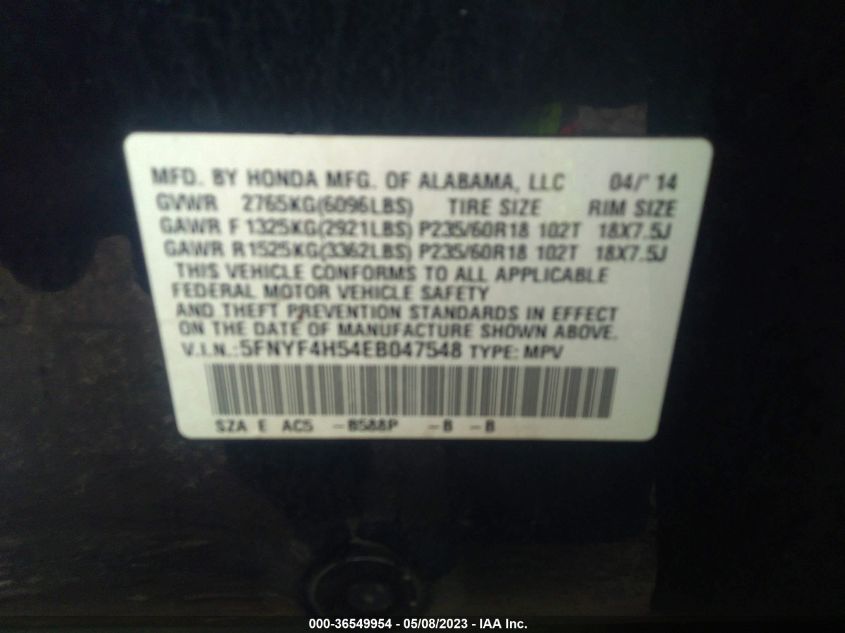 MFD. BY HONDA MFG. OF ALABAMA, LLC 04/'14
GVWR 2765KG(6096LBS) TIRE SIZE RIM SIZE
GAWR F 1325KG(2921LBS) P235/60R18 102T 18X7.5J
GAWR R1525KG(3362LBS) P235/60R18 102T 18X7.5J
THIS VEHICLE CONFORMS TO ALL APPLICABLE
FEDERAL MOTOR VEHICLE SAFETY
AND THEFT PREVENTION STANDARDS IN EFFECT
ON THE DATE OF MANUFACTURE SHOWN ABOVE.
V.I.N.:5FNYF4H54EB047548 TYPE: MPV
SZA E AC5 -B588P -B -B
000-36549954 - 05/08/2023 - IAA Inc.